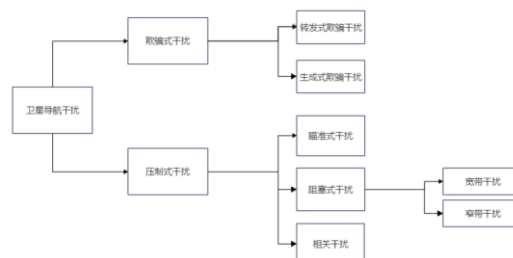 卫星导航干扰
欺骗式干扰
转发式欺骗干扰
生成式欺骗干扰
压制式干扰
瞄准式干扰
阻塞式干扰
宽带干扰
窄带干扰
相关干扰